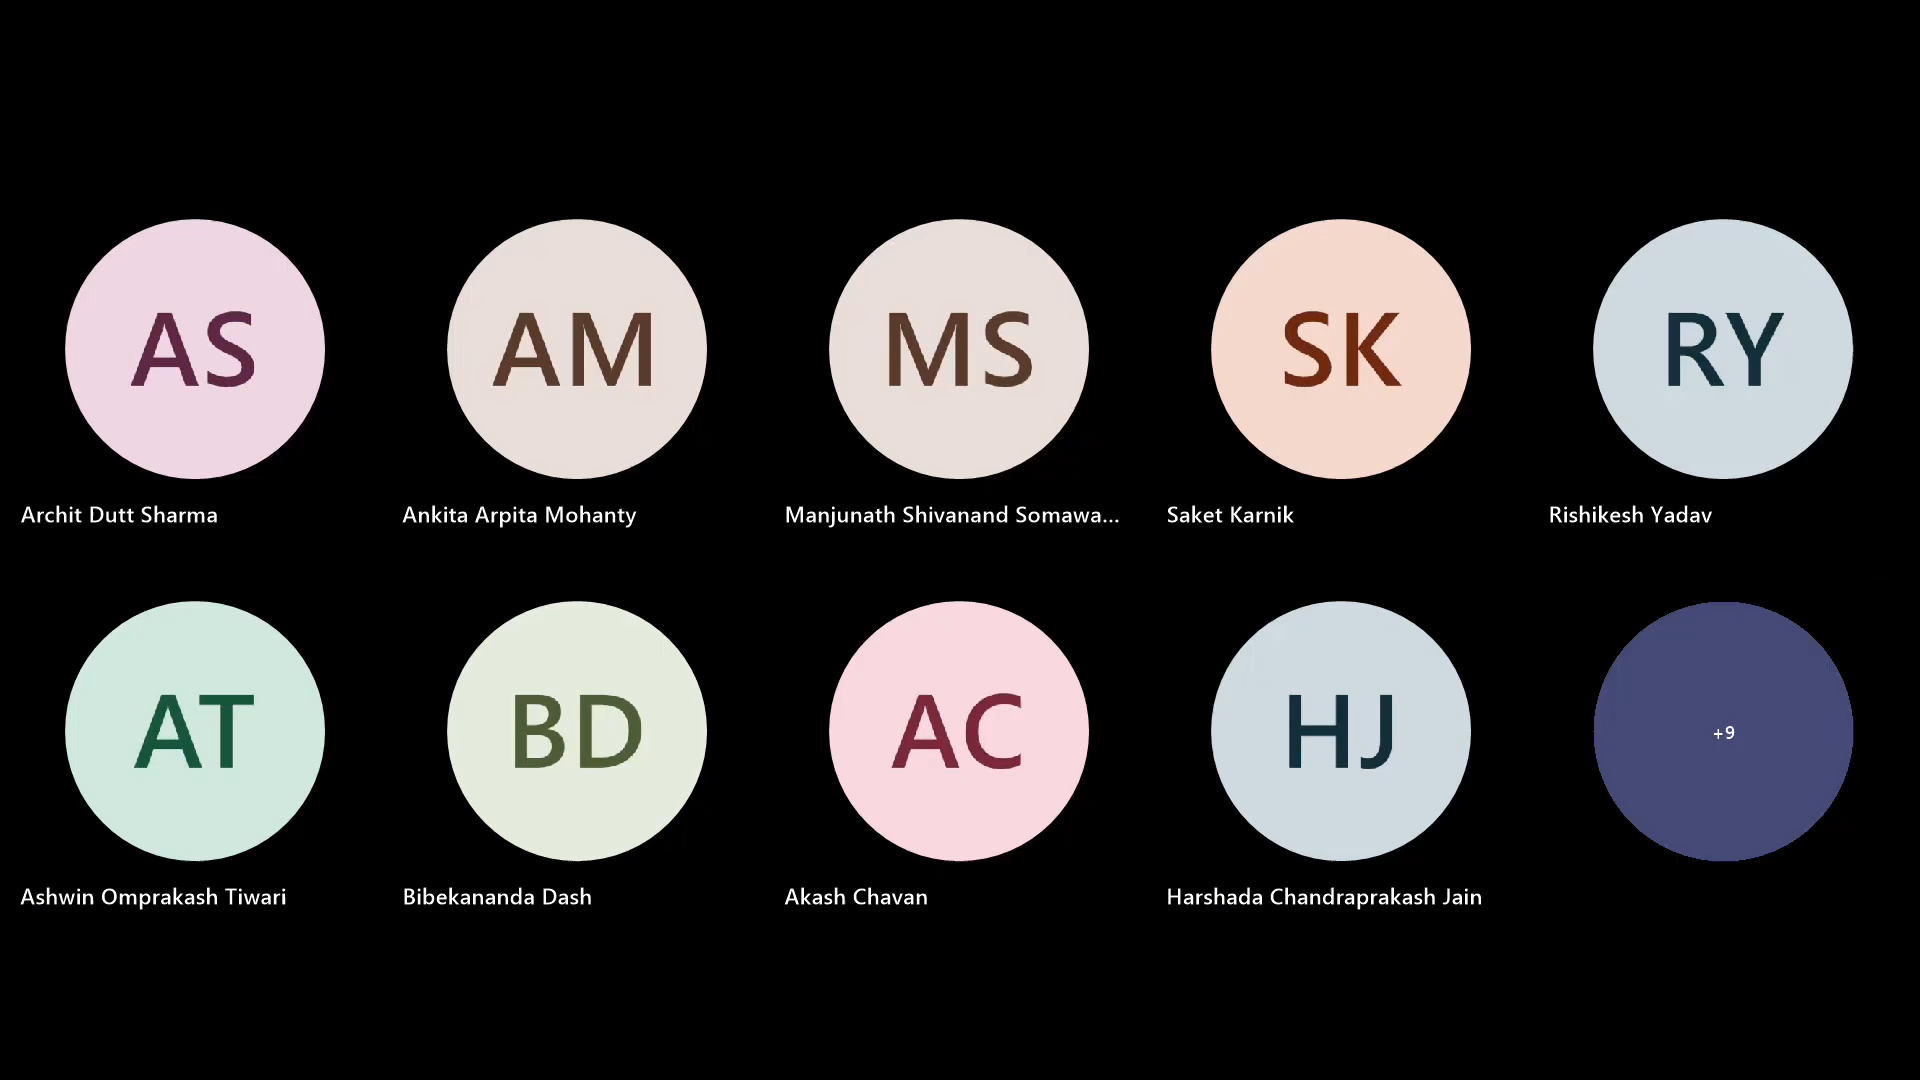 AS
AM
MS
SK
RY
Archit Dutt Sharma
Ankita Arpita Mohanty
Manjunath Shivanand Somawa...
Saket Karnik
Rishikesh Yadav
AT
BD
AC
HJ
+9
Ashwin Omprakash Tiwari
Bibekananda Dash
Akash Chavan
Harshada Chandraprakash Jain